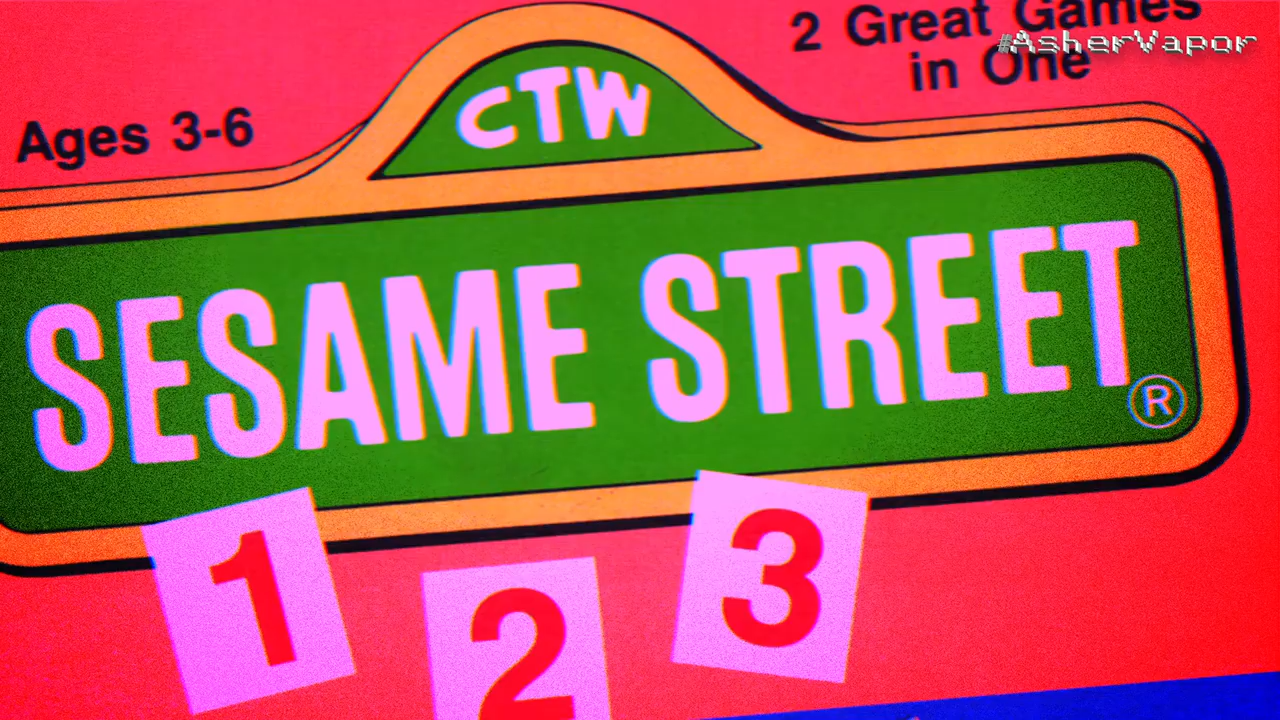 2 Great Games
in One
#AsherVapor
Ages 3-6
CTW
SESAME STREET
®
1
2
3